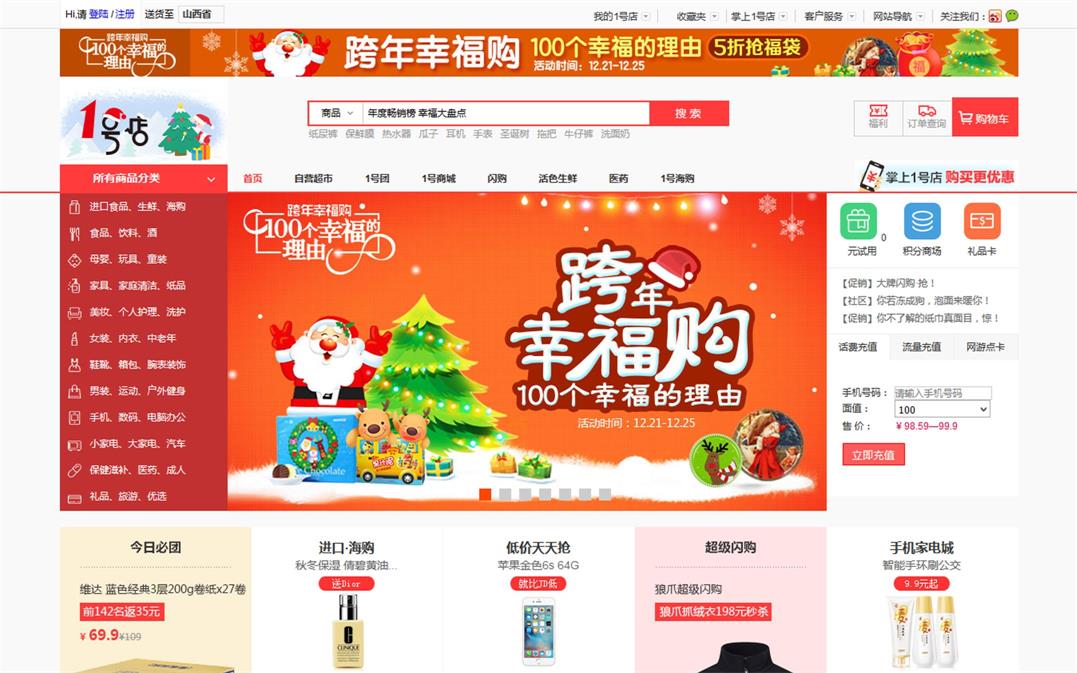 Hi,请 登陆 / 注册 送货至 山西省
我的1号店 收藏夹 掌上1号店 客户服务 网站导航 关注我们：
跨年幸福购
100个幸福的理由
跨年幸福购 100个幸福的理由 5折抢福袋
活动时间：12.21-12.25
福
1号店
商品 年度畅销榜 幸福大盘点 搜 索
纸尿裤 保鲜膜 热水器 瓜子 耳机 手表 圣诞树 拖把 牛仔裤 洗面奶
福利 订单查询 购物车
所有商品分类
首页 自营超市 1号团 1号商城 闪购 活色生鲜 医药 1号海购
掌上1号店 购买更优惠
进口食品、生鲜、海购
食品、饮料、酒
母婴、玩具、童装
家具、家庭清洁、纸品
美妆、个人护理、洗护
女装、内衣、中老年
鞋靴、箱包、腕表装饰
男装、运动、户外健身
手机、数码、电脑办公
小家电、大家电、汽车
保健滋补、医药、成人
礼品、旅游、优选
跨年幸福购
100个幸福的
理由
跨年
幸福购
100个幸福的理由
活动时间：12.21-12.25
Chocolate
0
元试用 积分商场 礼品卡
【促销】大牌闪购 抢！
【社区】你若冻成狗，泡面来暖你！
【促销】你不了解的纸巾真面目，惊！
话费充值 流量充值 网游点卡
手机号码： 请输入手机号码
面值： 100
售 价： ¥ 98.59—99.9
立即充值
今日必团
维达 蓝色经典3层200g卷纸x27卷
前142名返35元
¥ 69.9 ¥109
进口·海购
秋冬保湿 倩碧黄油...
送Dior
CLINIQUE
低价天天抢
苹果金色6s 64G
就比JD低
超级闪购
狼爪超级闪购
狼爪抓绒衣198元秒杀
手机家电城
智能手环刷公交
9.9元起